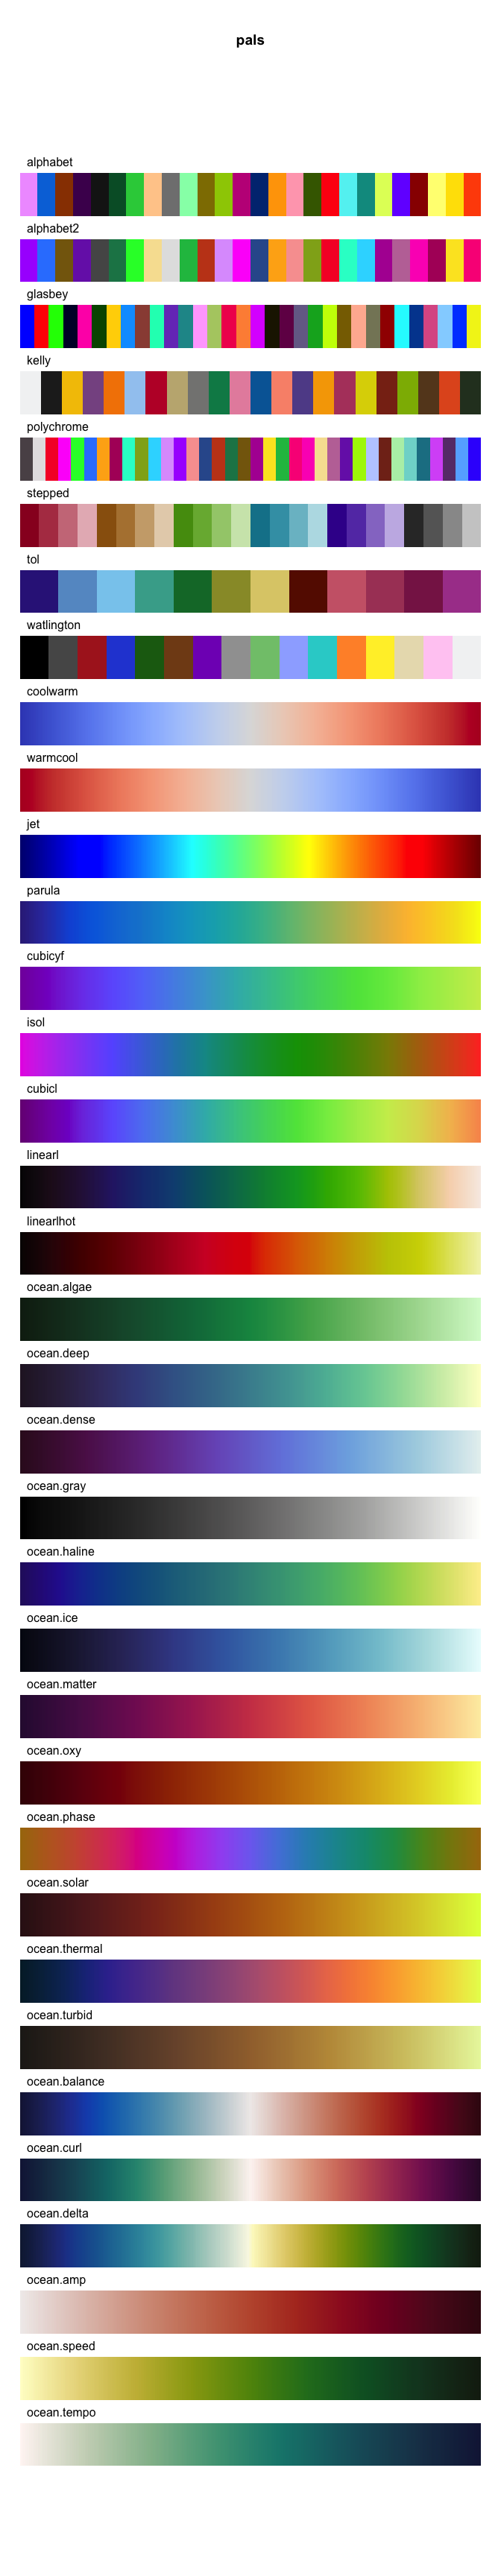 pals
alphabet
alphabet2
glasbey
kelly
polychrome
stepped
tol
watlington
coolwarm
warmcool
jet
parula
cubicyf
isol
cubicl
linearl
linearlhot
ocean.algae
ocean.deep
ocean.dense
ocean.gray
ocean.haline
ocean.ice
ocean.matter
ocean.oxy
ocean.phase
ocean.solar
ocean.thermal
ocean.turbid
ocean.balance
ocean.curl
ocean.delta
ocean.amp
ocean.speed
ocean.tempo